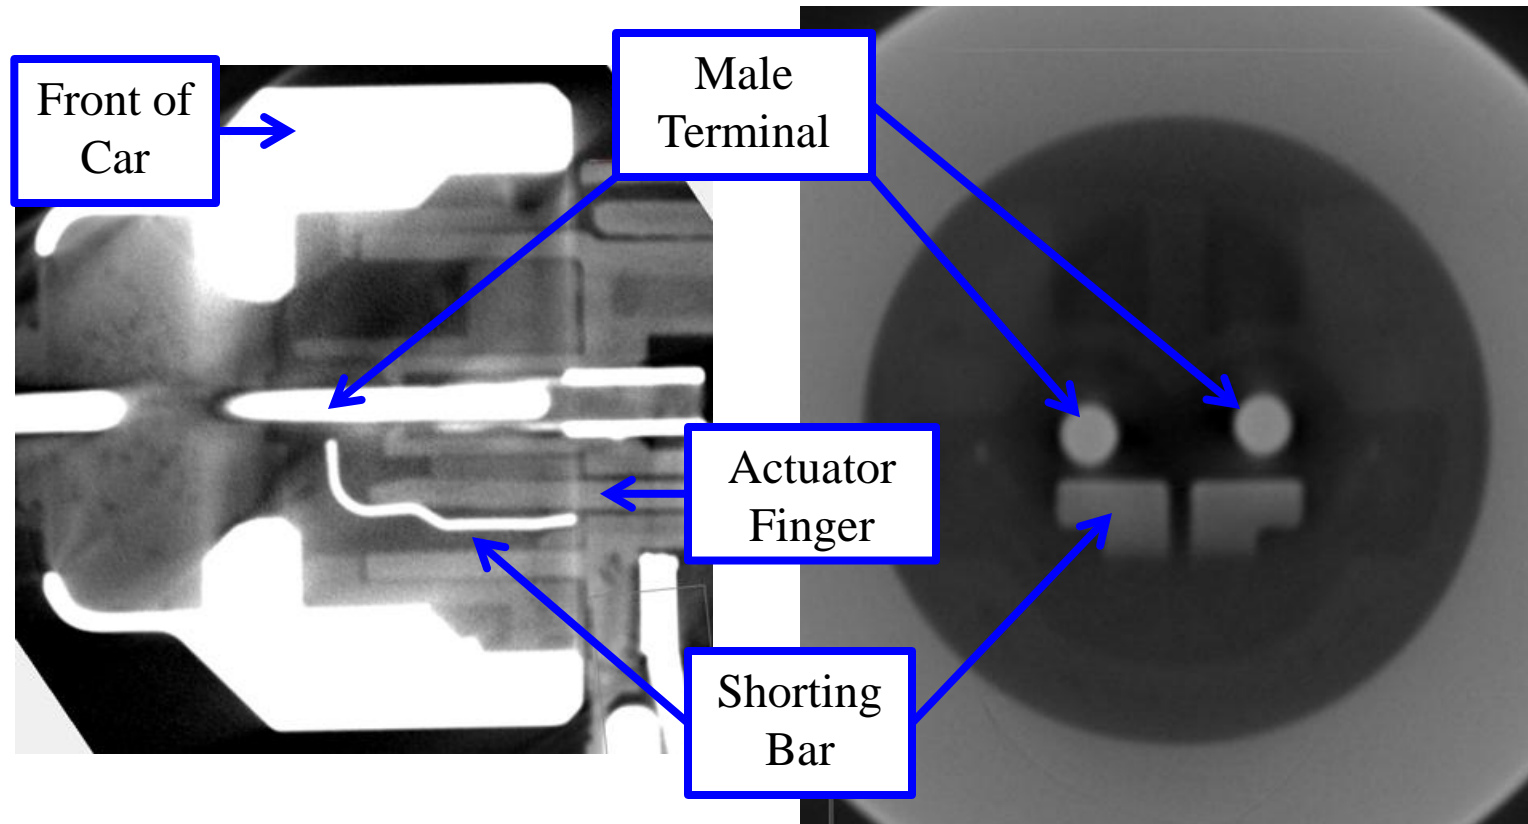 Front of
Car
Male
Terminal
Actuator
Finger
Shorting
Bar